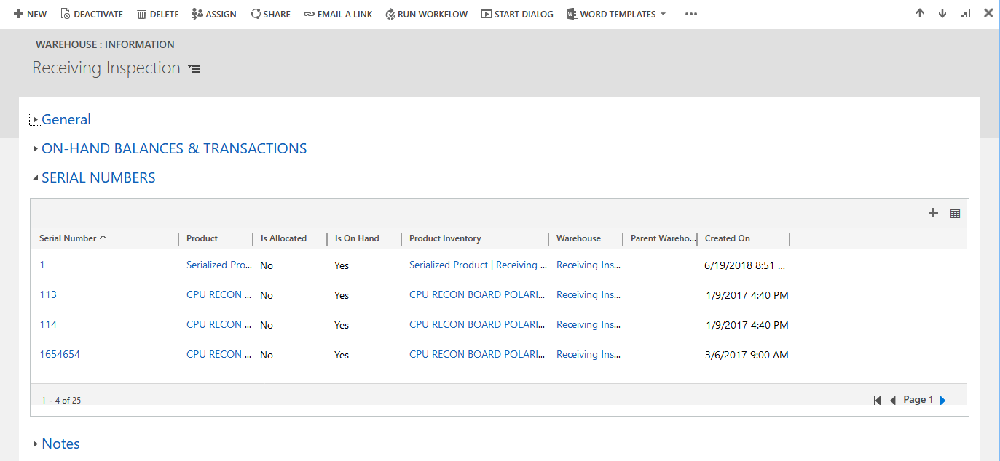 NEW DEACTIVATE DELETE ASSIGN SHARE EMAIL A LINK RUN WORKFLOW START DIALOG WORD TEMPLATES ...
WAREHOUSE : INFORMATION
Receiving Inspection
General
ON-HAND BALANCES & TRANSACTIONS
SERIAL NUMBERS
Serial Number Product Is Allocated Is On Hand Product Inventory Warehouse Parent Wareho... Created On
1 Serialized Pro... No Yes Serialized Product | Receiving ... Receiving Ins... 6/19/2018 8:51 ...
113 CPU RECON ... No Yes CPU RECON BOARD POLARI... Receiving Ins... 1/9/2017 4:40 PM
114 CPU RECON ... No Yes CPU RECON BOARD POLARI... Receiving Ins... 1/9/2017 4:40 PM
1654654 CPU RECON ... No Yes CPU RECON BOARD POLARI... Receiving Ins... 3/6/2017 9:00 AM
1 - 4 of 25 Page 1
Notes